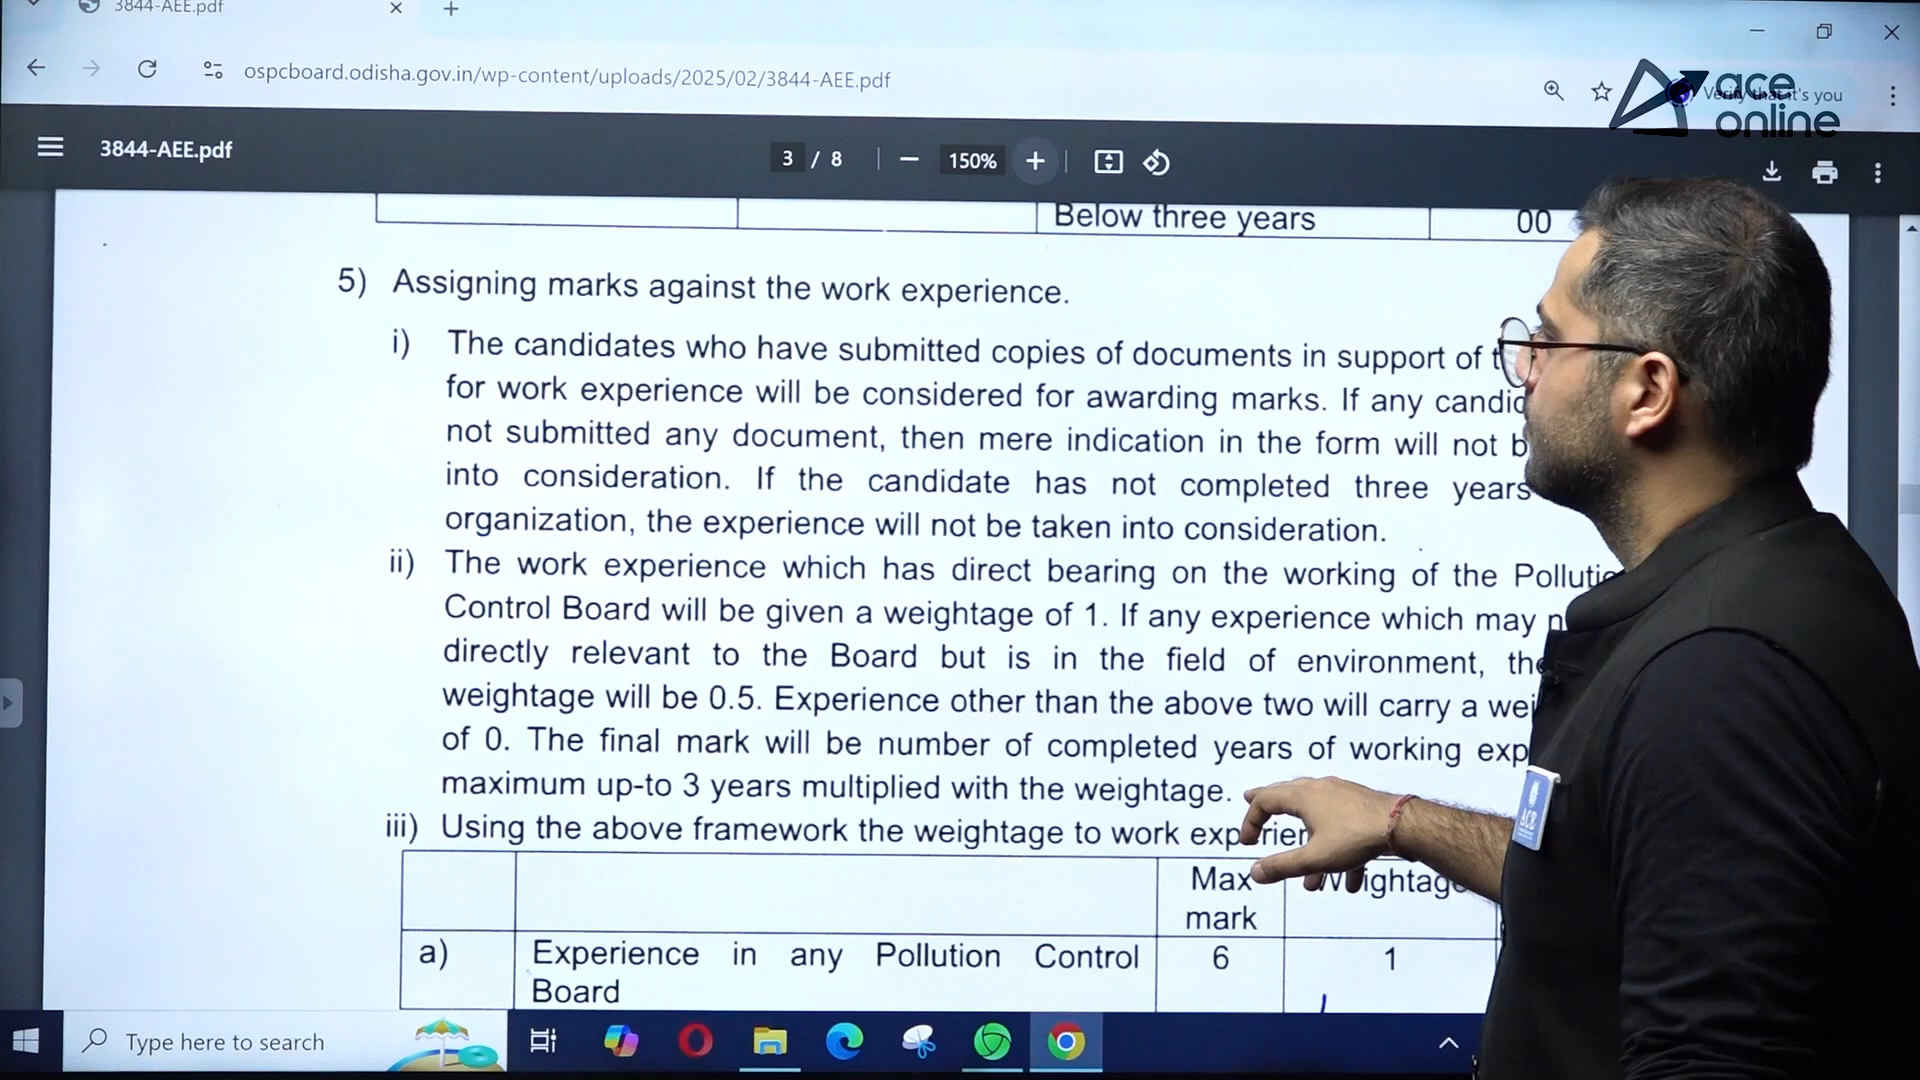 3844-AEE.pdf
ospcboard.odisha.gov.in/wp-content/uploads/2025/02/3844-AEE.pdf
Verify that it's you
ace
online
3844-AEE.pdf
3 / 8
150%
Below three years 00
5) Assigning marks against the work experience.
i) The candidates who have submitted copies of documents in support of
for work experience will be considered for awarding marks. If any
not submitted any document, then mere indication in the form will not
into consideration. If the candidate has not completed three years
organization, the experience will not be taken into consideration.
ii) The work experience which has direct bearing on the working of the
Control Board will be given a weightage of 1. If any experience which may
directly relevant to the Board but is in the field of environment,
weightage will be 0.5. Experience other than the above two will carry a
of 0. The final mark will be number of completed years of working
maximum up-to 3 years multiplied with the weightage.
iii) Using the above framework the weightage to work
Max
mark
a) Experience in any Pollution Control 6 1
Board
ACE
Type here to search